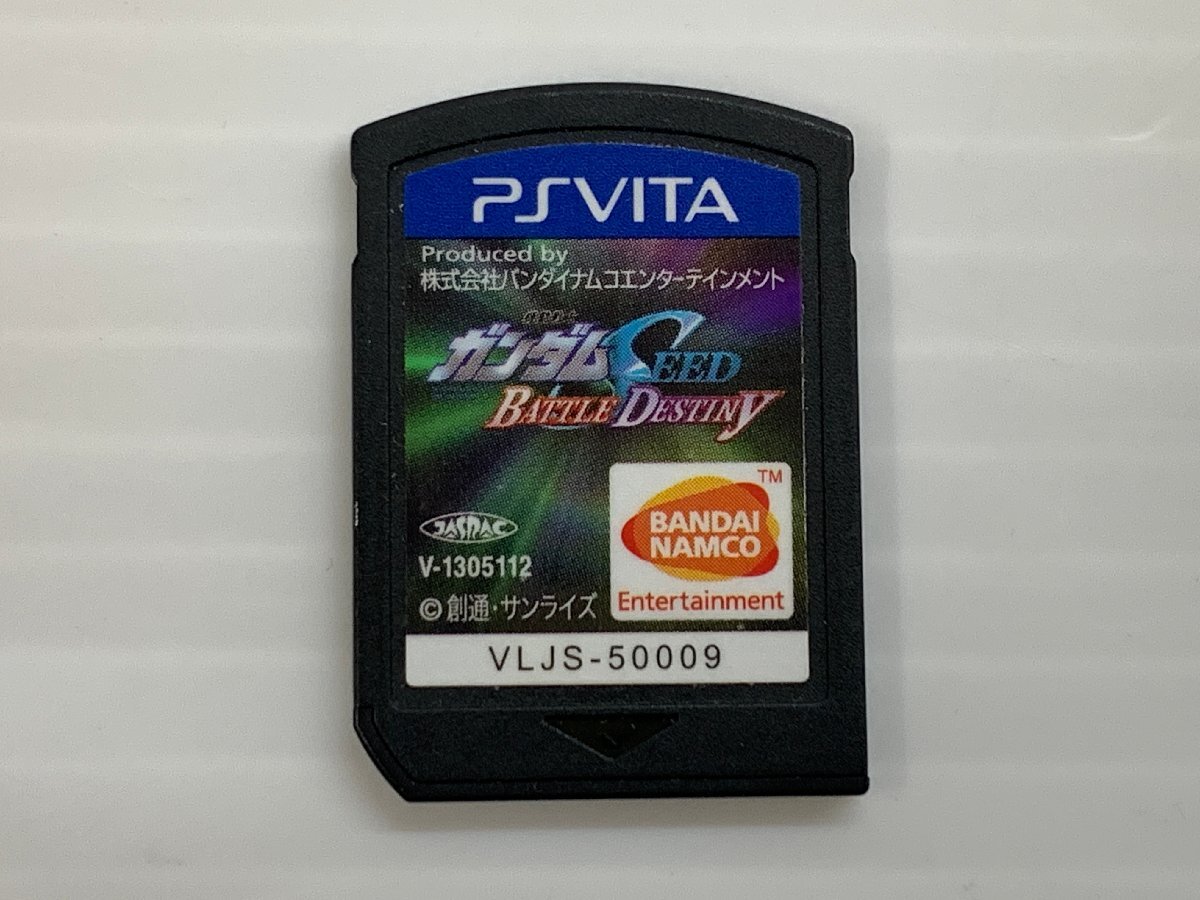 PSVITA
Produced by
株式会社バンダイナムコエンターテインメント
ガンダムSEED
BATTLE DESTINY
TM
BANDAI
NAMCO
Entertainment
JASRAC
V-1305112
©創通・サンライズ
VLJS-50009